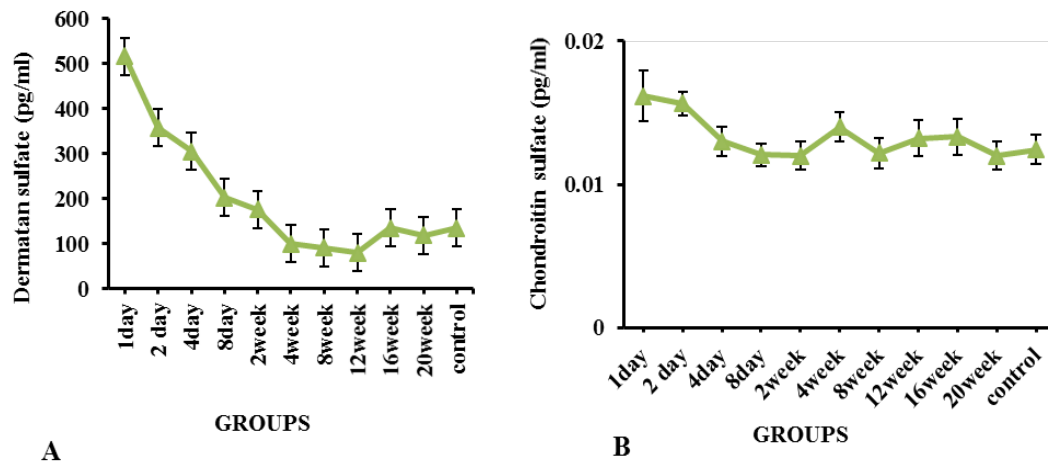 Dermatan sulfate (pg/ml)
600
500
400
300
200
100
0
1day
2 day
4 day
8day
2week
4week
8week
12week
16week
20week
control
GROUPS
A
Chondroitin sulfate (pg/ml)
0.02
0.01
0
1day
2 day
4day
8day
2week
4week
8week
12week
16week
20week
control
GROUPS
B